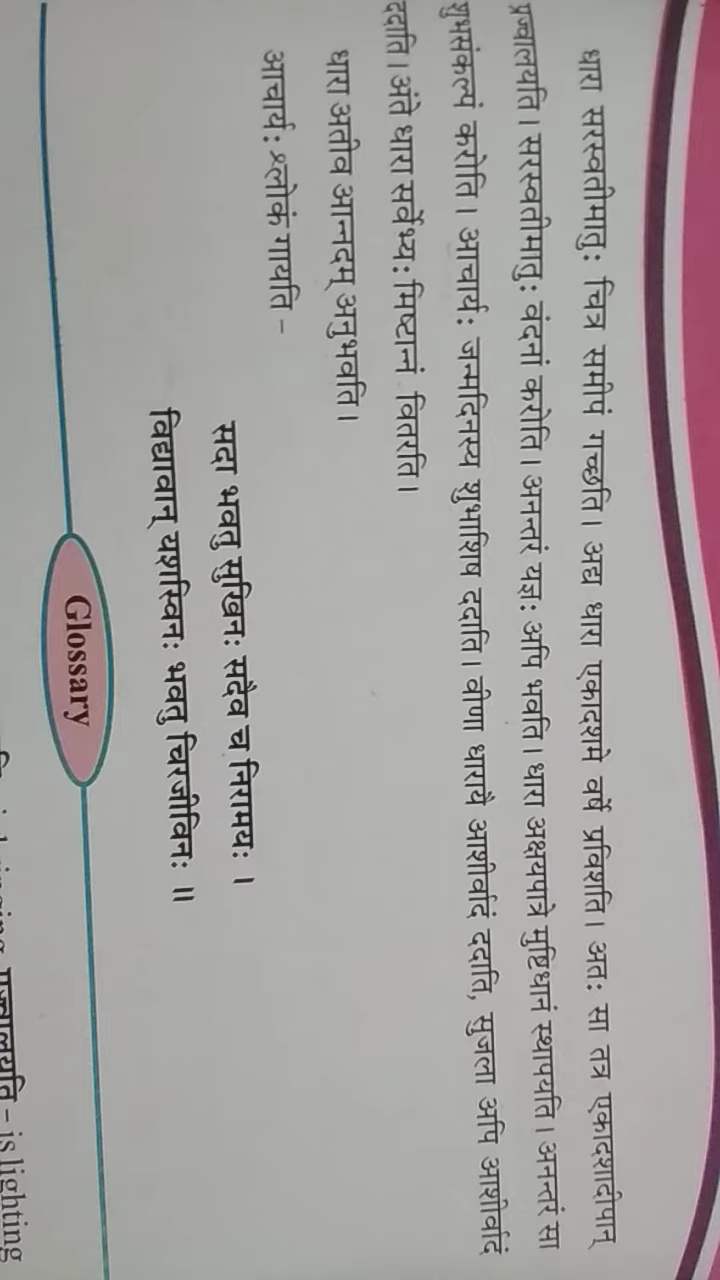 धारा सरस्वतीमातुः चित्र समीपं गच्छति। अद्य धारा एकादशमे वर्षे प्रविशति। अतः सा तत्र एकादशदीपान्
प्रज्वालयति। सरस्वतीमातुः वंदनां करोति। अनन्तरं यज्ञः अपि भवति। धारा अक्षयपात्रे मुष्टिधानं स्थापयति। अनन्तरं सा
शुभसंकल्पं करोति। आचार्यः जन्मदिनस्य शुभाशिष ददाति। वीणा धारायै आशीर्वादं ददाति, सुजला अपि आशीर्वादं
ददाति। अंते धारा सर्वेभ्यः मिष्टानं वितरति।
धारा अतीव आनदम् अनुभवति।
आचार्यः श्लोकं गायति -
सदा भवतु सुखिनः सदैव च निरामयः ।
विद्यावान् यशस्विनः भवतु चिरजीविनः ॥
Glossary
प्रज्वालयति - is lighting